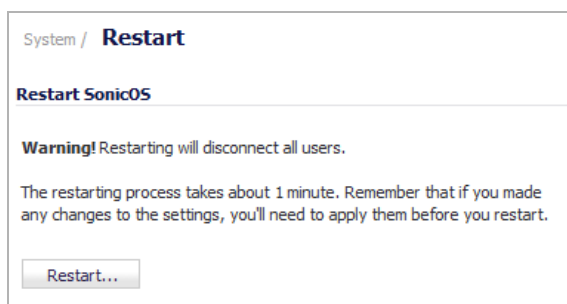 System / Restart
Restart SonicOS
Warning! Restarting will disconnect all users.
The restarting process takes about 1 minute. Remember that if you made
any changes to the settings, you'll need to apply them before you restart.
Restart...